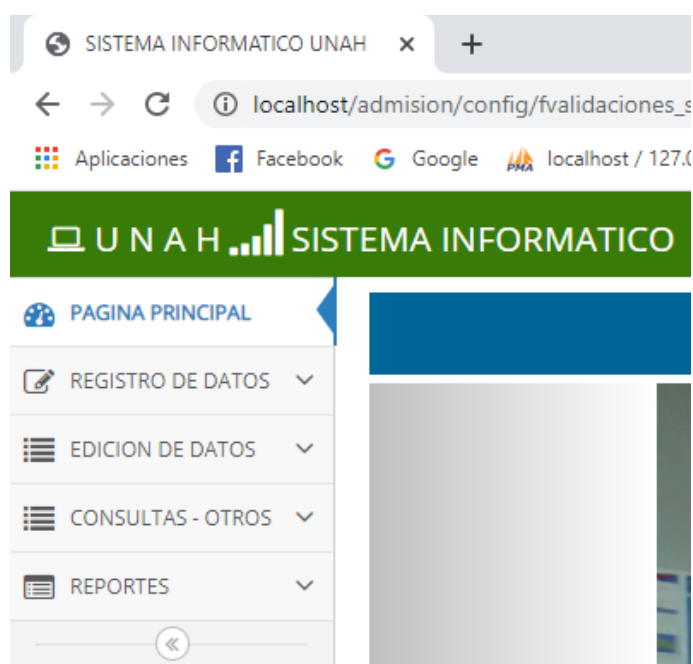 SISTEMA INFORMATICO UNAH
localhost/admision/config/fvalidaciones_s
Aplicaciones Facebook Google localhost / 127.0
U N A H SISTEMA INFORMATICO
PAGINA PRINCIPAL
REGISTRO DE DATOS
EDICION DE DATOS
CONSULTAS - OTROS
REPORTES